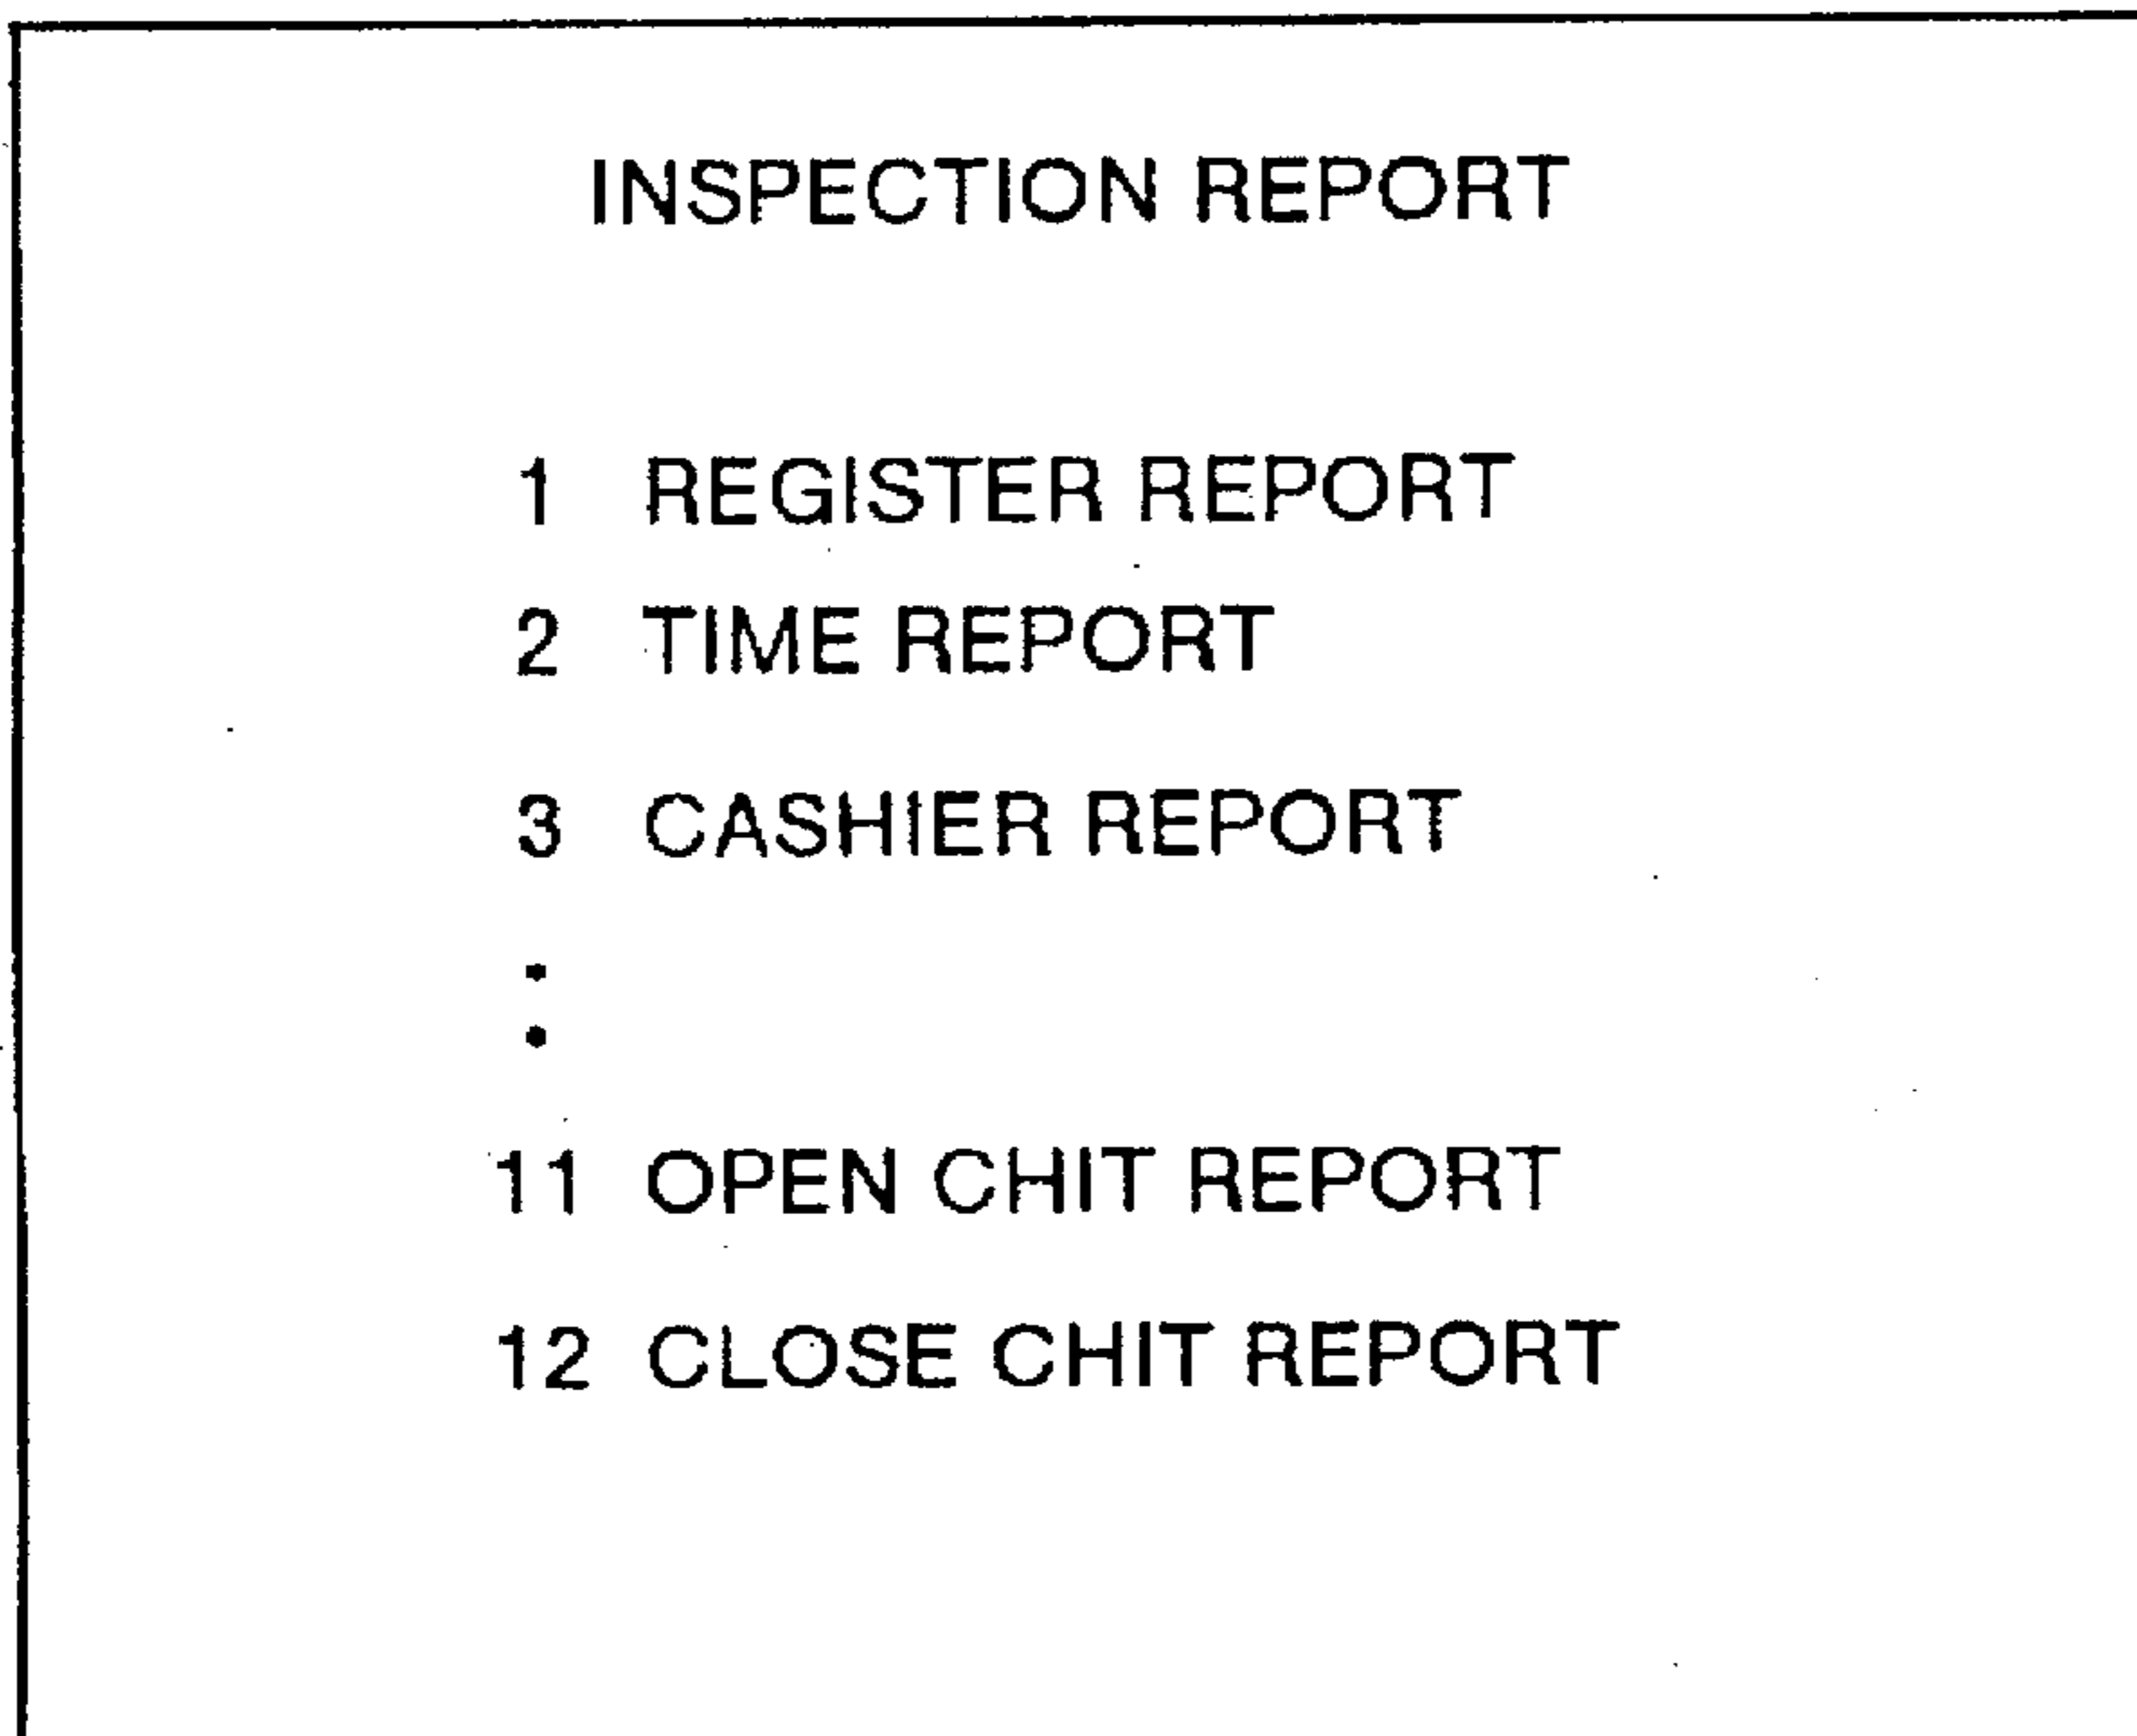 INSPECTION REPORT
1 REGISTER REPORT
2 TIME REPORT
3 CASHIER REPORT
•
•
11 OPEN CHIT REPORT
12 CLOSE CHIT REPORT